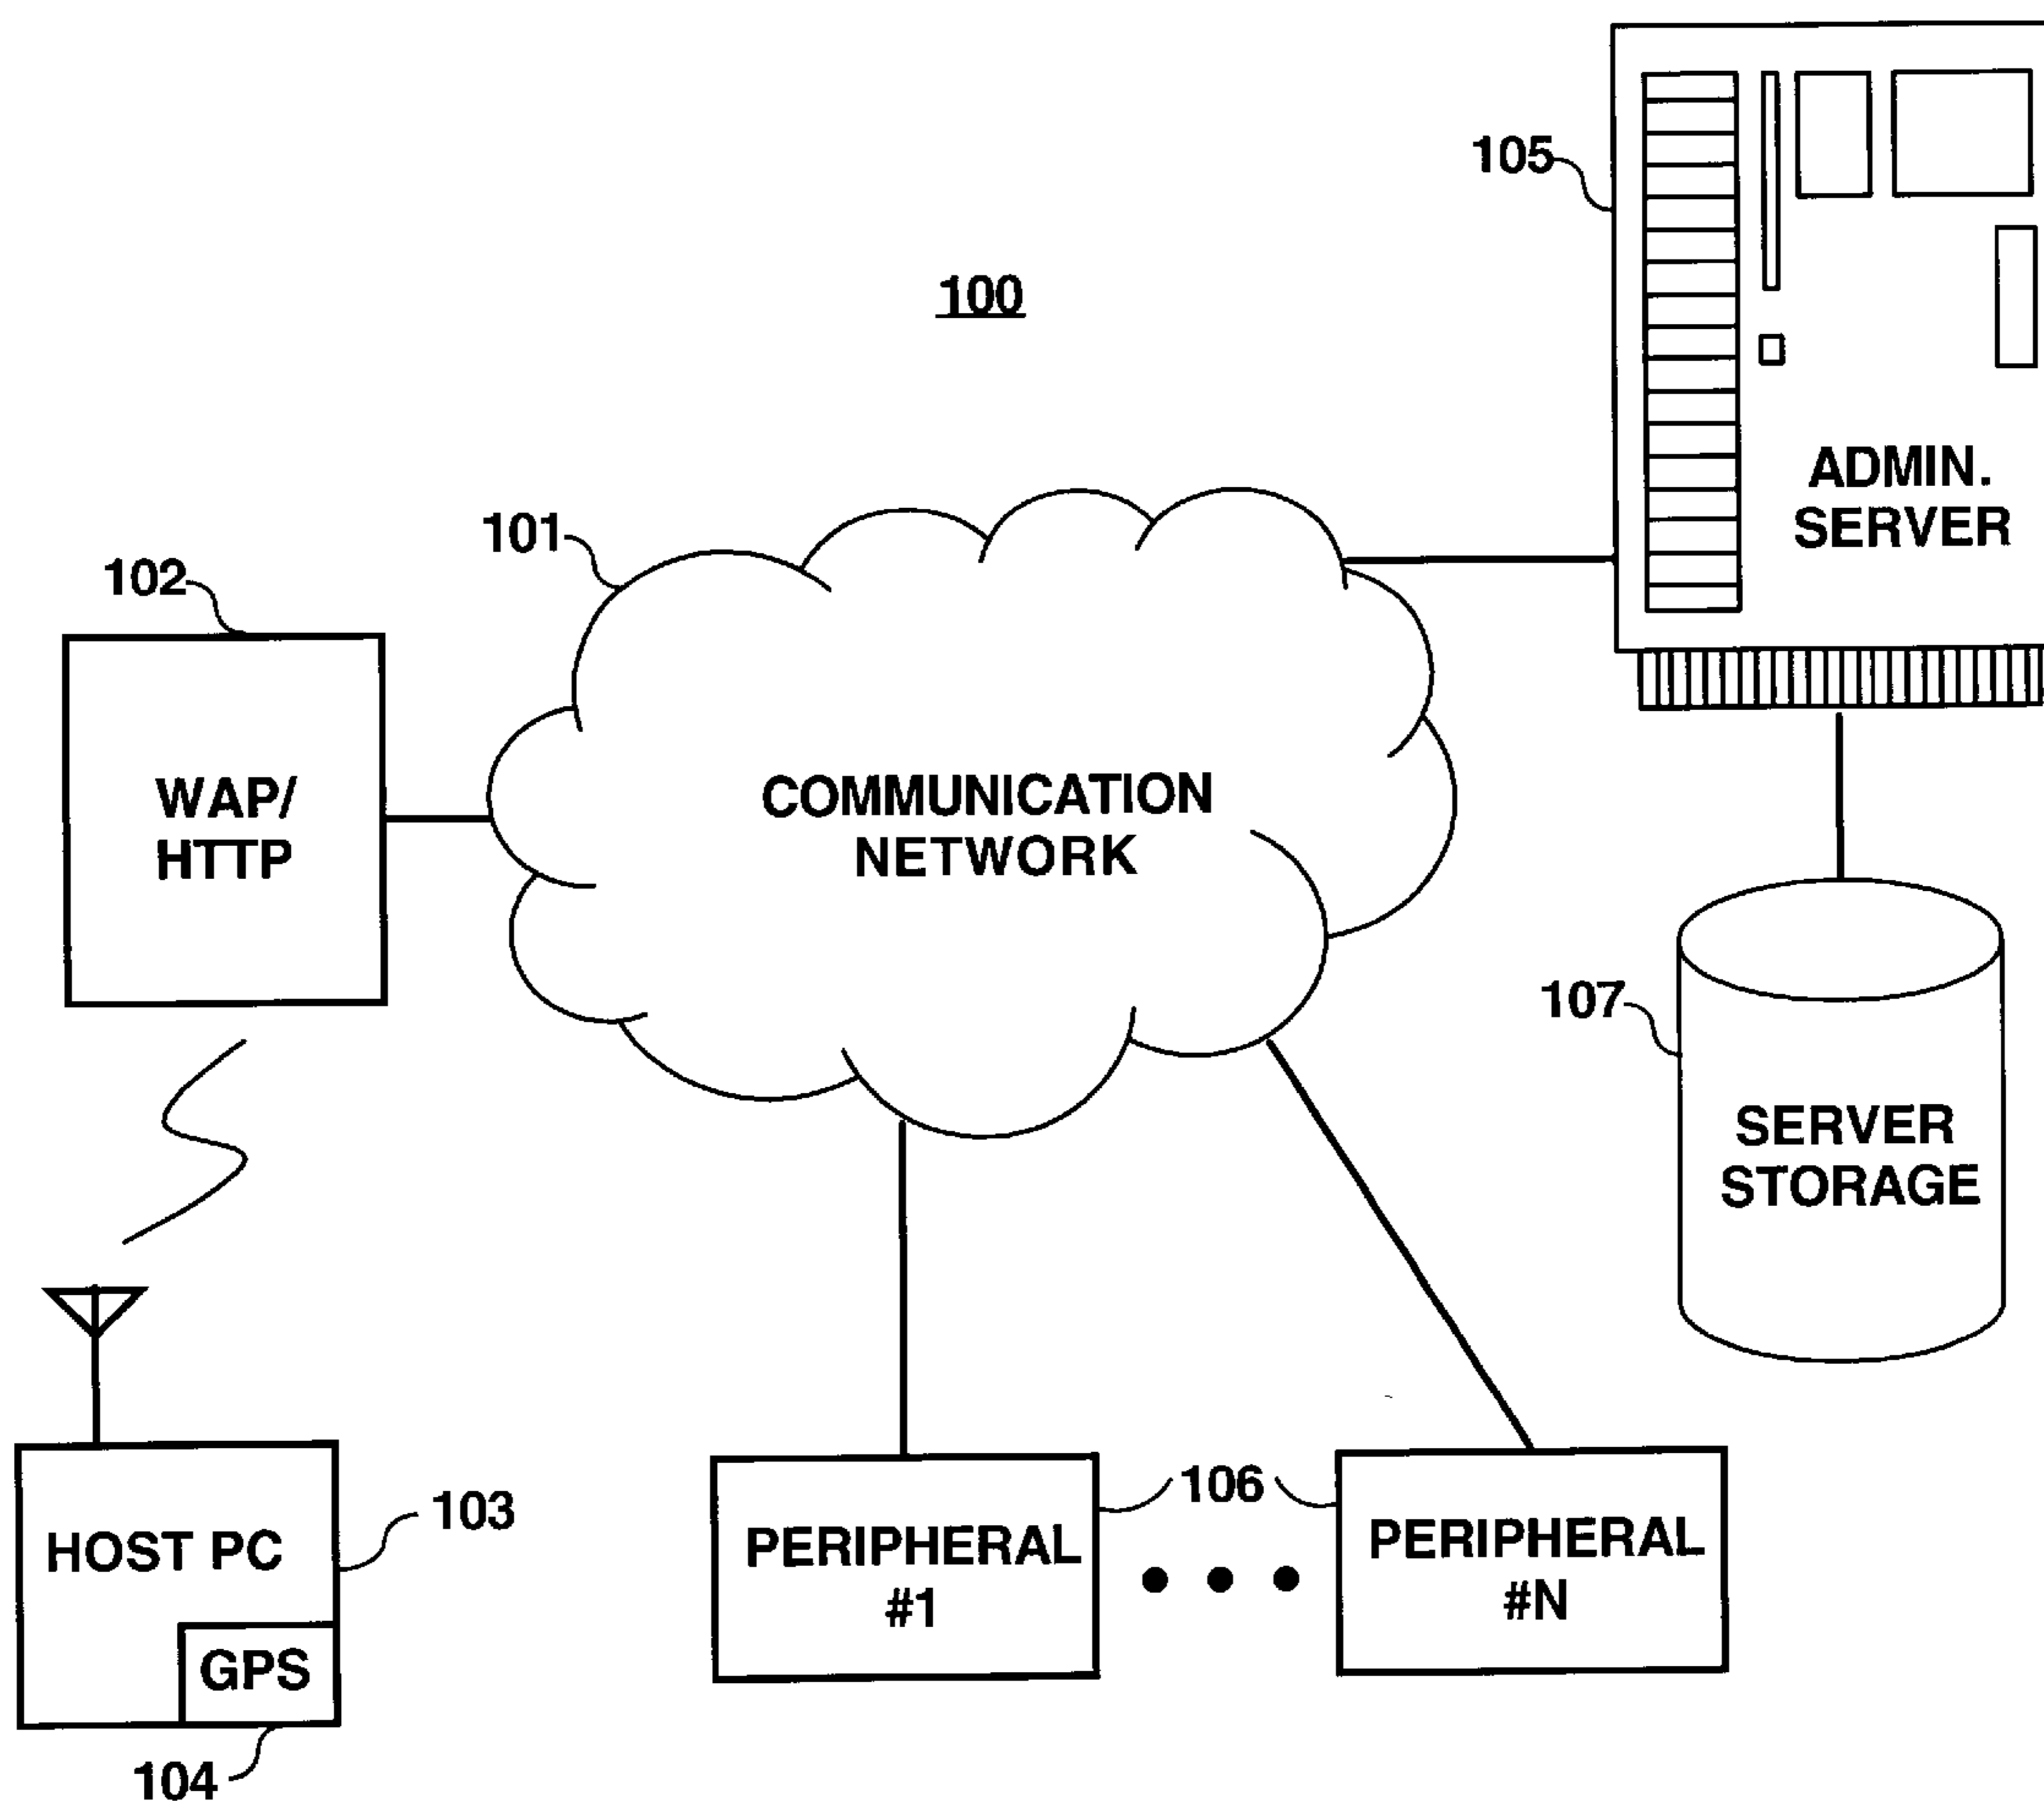 105
100
ADMIN.
SERVER
101
102
WAP/
HTTP
COMMUNICATION
NETWORK
107
SERVER
STORAGE
103
HOST PC
GPS
104
106
PERIPHERAL
#1
PERIPHERAL
#N